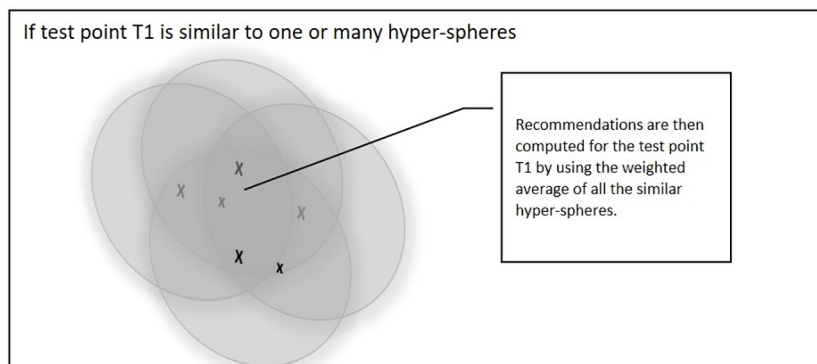 If test point T1 is similar to one or many hyper-spheres
Recommendations are then
computed for the test point
T1 by using the weighted
average of all the similar
hyper-spheres.
X
X
x
X
X
x